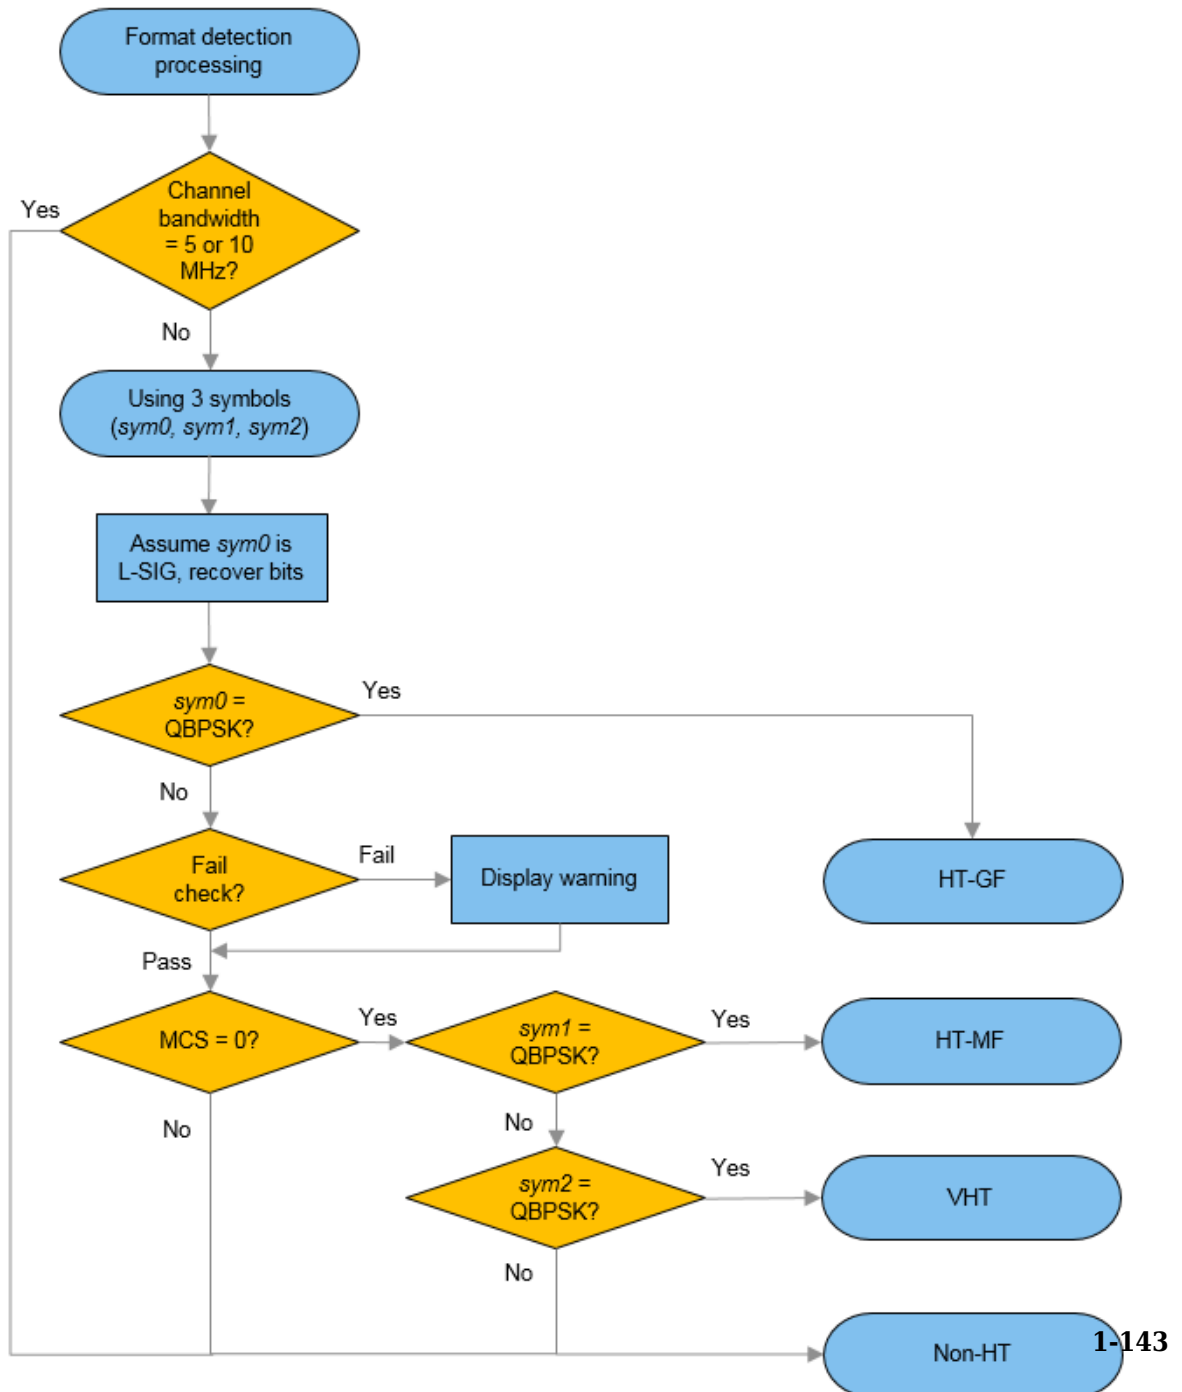 Format detection
processing
Channel
bandwidth
= 5 or 10
MHz?
Yes
No
Using 3 symbols
(sym0, sym1, sym2)
Assume sym0 is
L-SIG, recover bits
sym0 =
QBPSK?
Yes
No
Fail
check?
Fail
Display warning
HT-GF
Pass
MCS = 0?
Yes
sym1 =
QBPSK?
Yes
HT-MF
No
No
sym2 =
QBPSK?
Yes
VHT
No
Non-HT
1-143